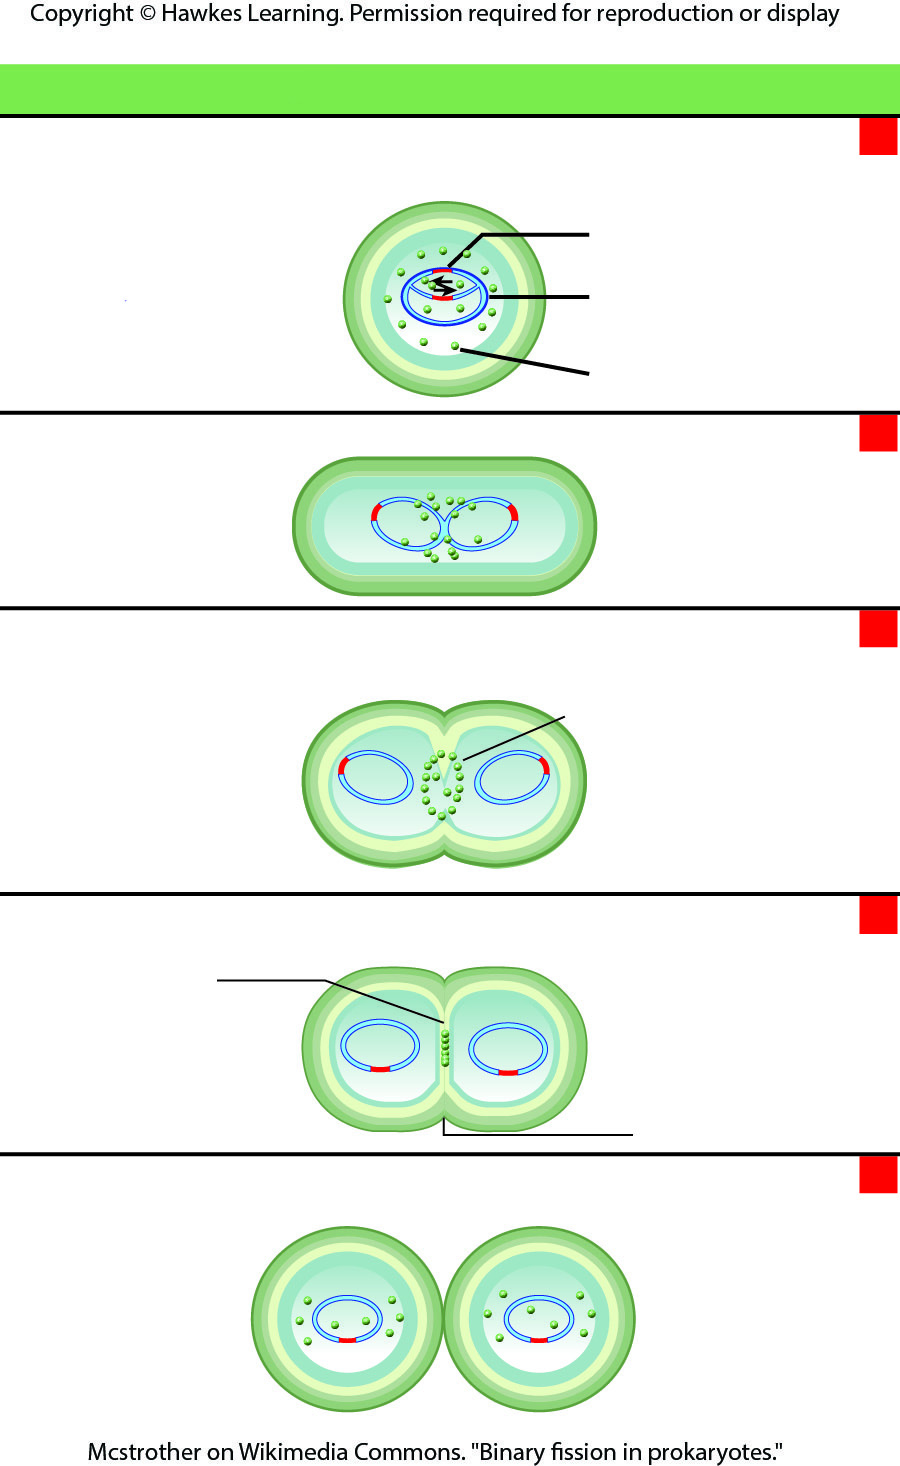 Copyright © Hawkes Learning. Permission required for reproduction or display
Mcstrother on Wikimedia Commons. "Binary fission in prokaryotes."